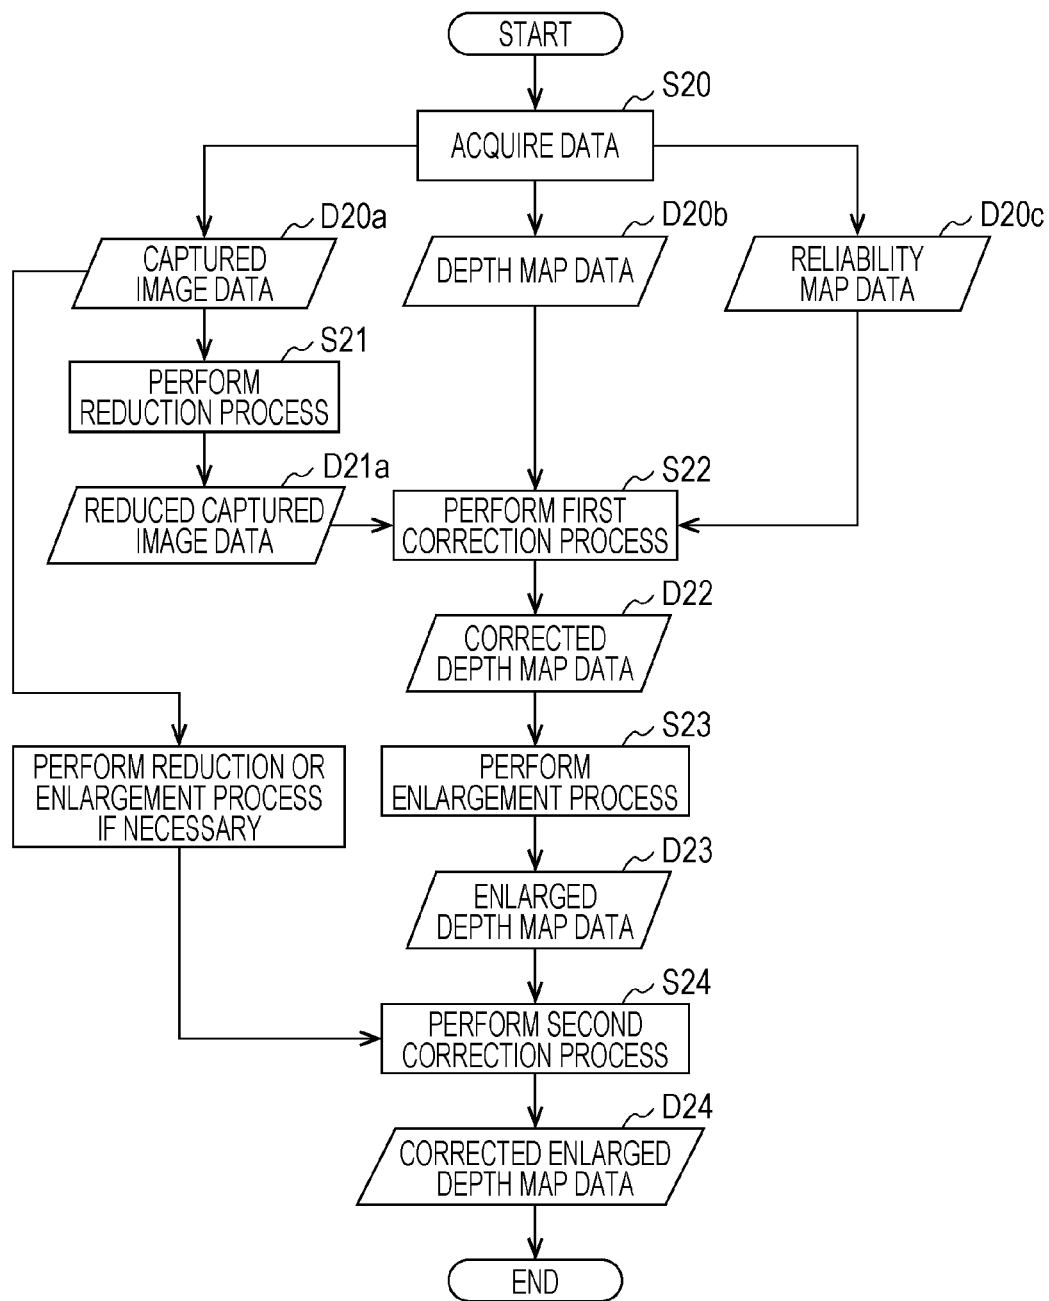 START
S20
ACQUIRE DATA
D20a
CAPTURED
IMAGE DATA
D20b
DEPTH MAP DATA
D20c
RELIABILITY
MAP DATA
S21
PERFORM
REDUCTION PROCESS
D21a
REDUCED CAPTURED
IMAGE DATA
S22
PERFORM FIRST
CORRECTION PROCESS
D22
CORRECTED
DEPTH MAP DATA
PERFORM REDUCTION OR
ENLARGEMENT PROCESS
IF NECESSARY
S23
PERFORM
ENLARGEMENT PROCESS
D23
ENLARGED
DEPTH MAP DATA
S24
PERFORM SECOND
CORRECTION PROCESS
D24
CORRECTED ENLARGED
DEPTH MAP DATA
END